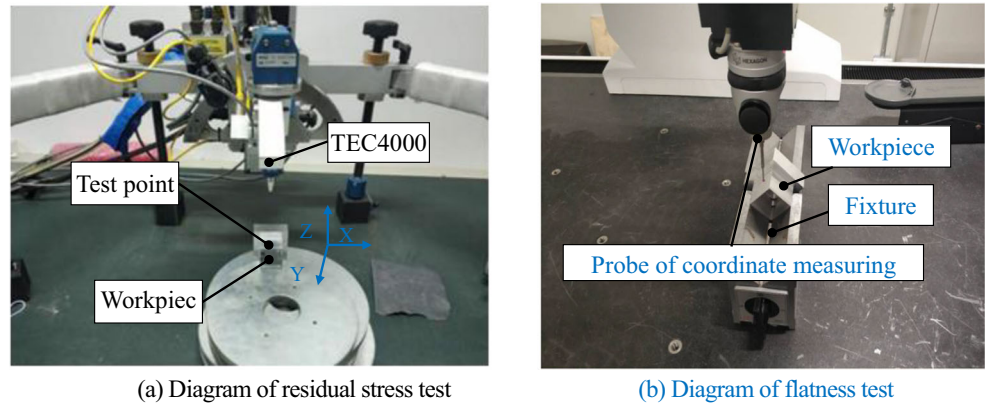 TEC4000
Test point
Z
X
Y
Workpiec
(a) Diagram of residual stress test
HEXAGON
Workpiece
Fixture
Probe of coordinate measuring
(b) Diagram of flatness test